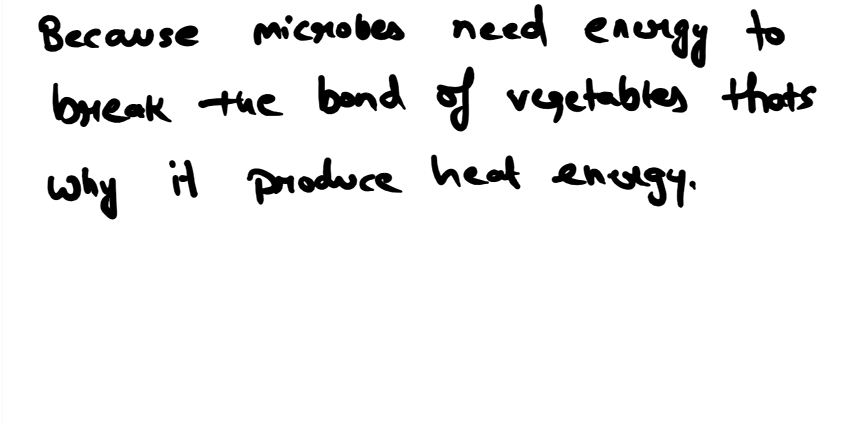 Because microbes need energy to
break the bond of vegetables thats
why it produce heat energy.